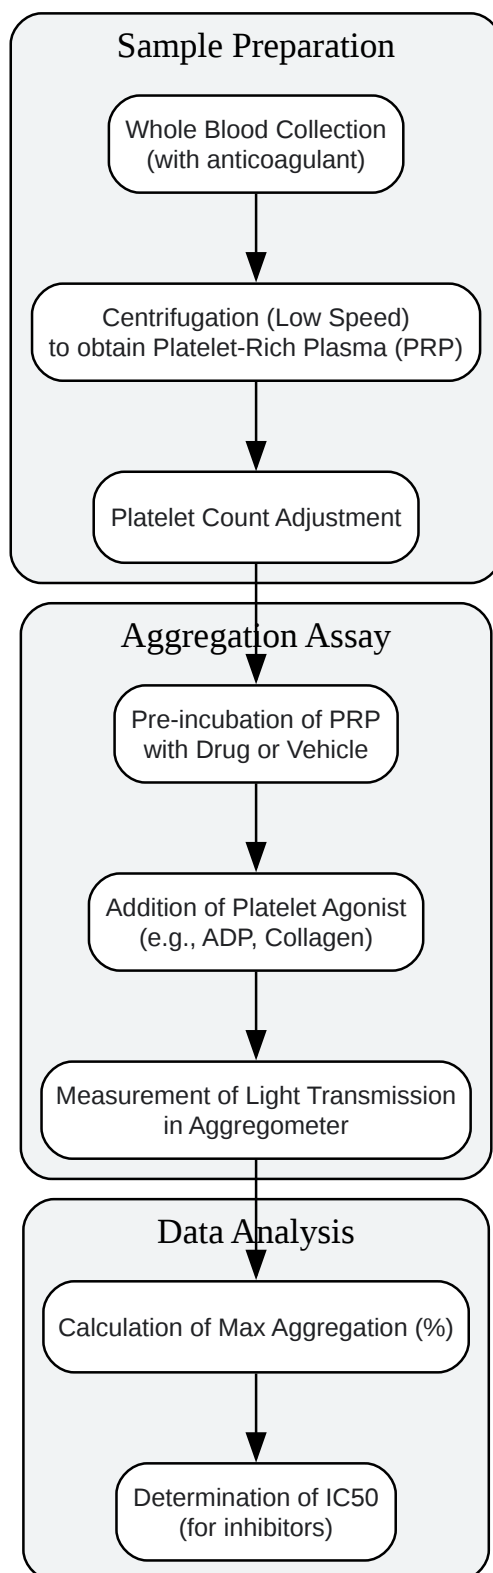 Sample Preparation
Whole Blood Collection
(with anticoagulant)
Centrifugation (Low Speed)
to obtain Platelet-Rich Plasma (PRP)
Platelet Count Adjustment
Aggregation Assay
Pre-incubation of PRP
with Drug or Vehicle
Addition of Platelet Agonist
(e.g., ADP, Collagen)
Measurement of Light Transmission
in Aggregometer
Data Analysis
Calculation of Max Aggregation (%)
Determination of IC50
(for inhibitors)